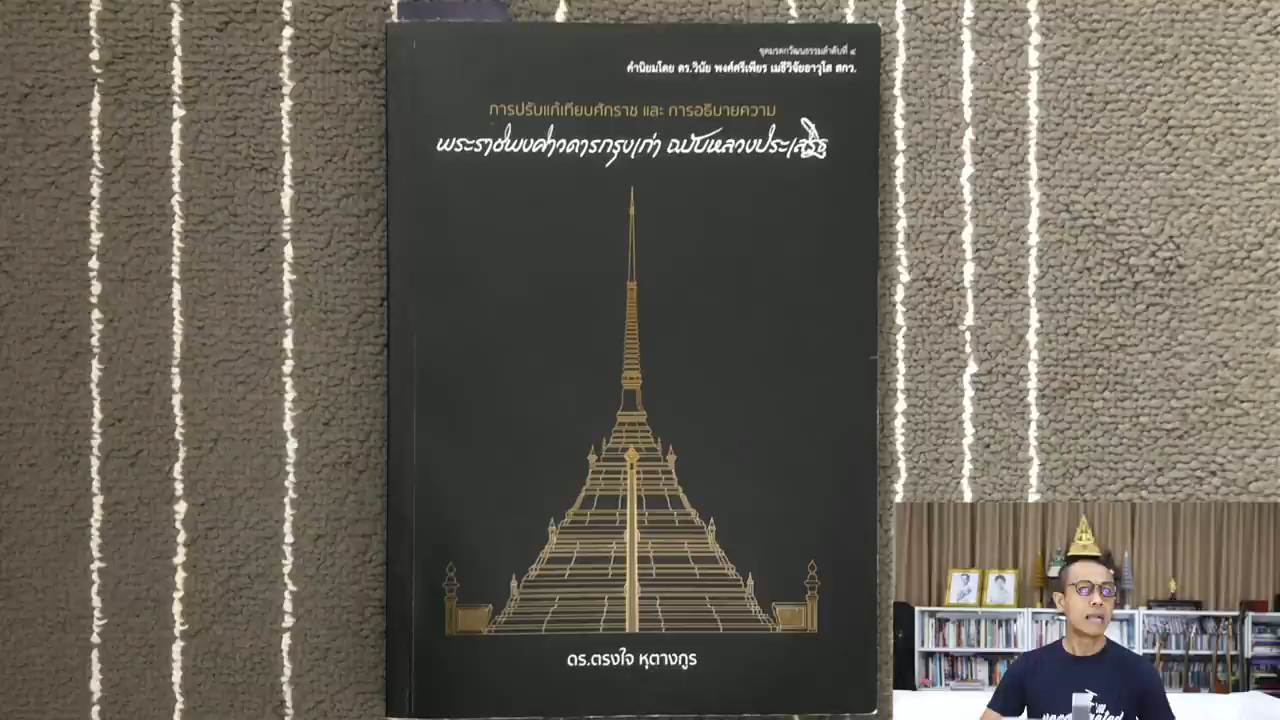 ชุดมรดกวัฒนธรรมลำดับที่ ๔
คำนิยมโดย ดร.วินัย พงศ์ศรีเพียร เมธีวิจัยอาวุโส สกว.
การปรับแก้เทียบศักราช และ การอธิบายความ
พระราชพงศาวดารกรุงเก่า ฉบับหลวงประเสริฐ
ดร.ตรงใจ หุตางกูร